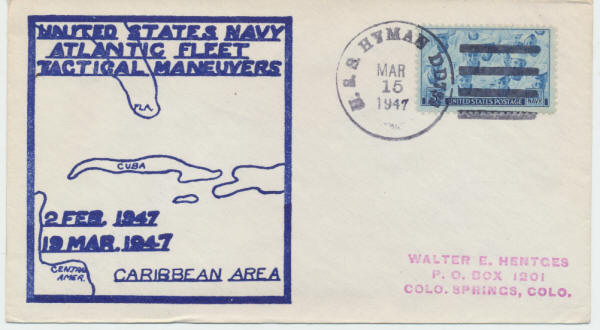 UNITED STATES NAVY
ATLANTIC FLEET
TACTICAL MANEUVERS
FLA.
CUBA
2 FEB. 1947
19 MAR. 1947
CENTRAL
AMER.
CARIBBEAN AREA
U.S.S. HYMAN
MAR
15
1947
UNITED STATES POSTAGE
WALTER E. HENTGES
P. O. BOX 1201
COLO. SPRINGS, COLO.